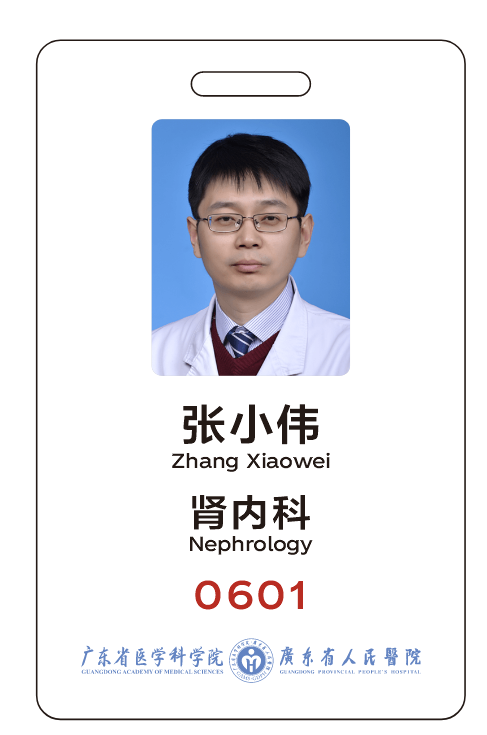 张小伟
Zhang Xiaowei
肾内科
Nephrology
0601
广东省医学科学院 廣东省人民醫院
GUANGDONG ACADEMY OF MEDICAL SCIENCES GUANGDONG PROVINCIAL PEOPLE'S HOSPITAL